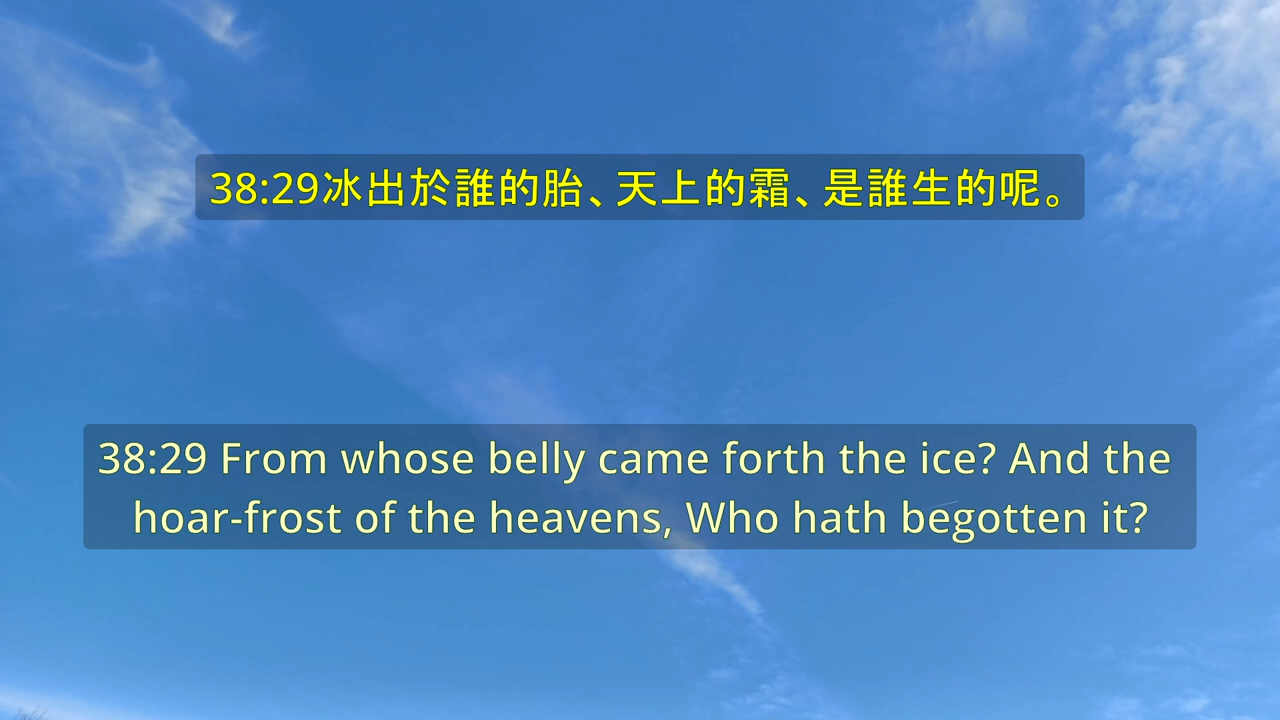 38:29冰出於誰的胎、天上的霜、是誰生的呢。
38:29 From whose belly came forth the ice? And the
hoar-frost of the heavens, Who hath begotten it?